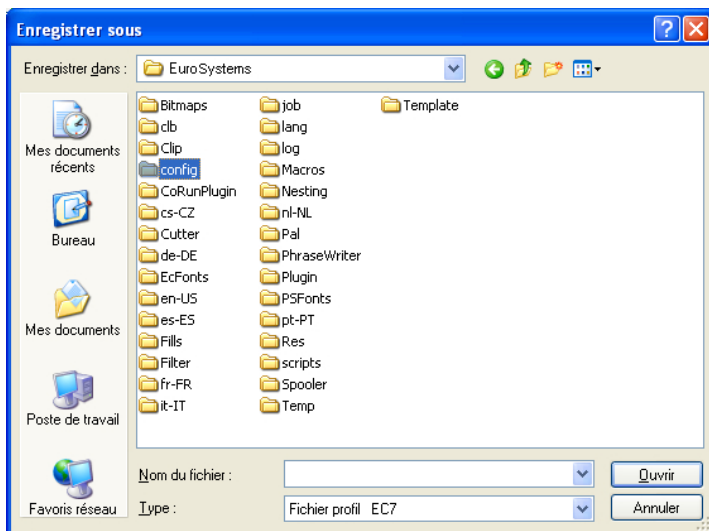 Enregistrer sous
Enregistrer dans :
EuroSystems
Mes documents
récents
Bureau
Mes documents
Poste de travail
Favoris réseau
Bitmaps
clb
Clip
config
CoRunPlugin
cs-CZ
Cutter
de-DE
EcFonts
en-US
es-ES
Fills
Filter
fr-FR
it-IT
job
lang
log
Macros
Nesting
nl-NL
Pal
PhraseWriter
Plugin
PSFonts
pt-PT
Res
scripts
Spooler
Temp
Template
Nom du fichier :
Ouvrir
Type :
Fichier profil EC7
Annuler